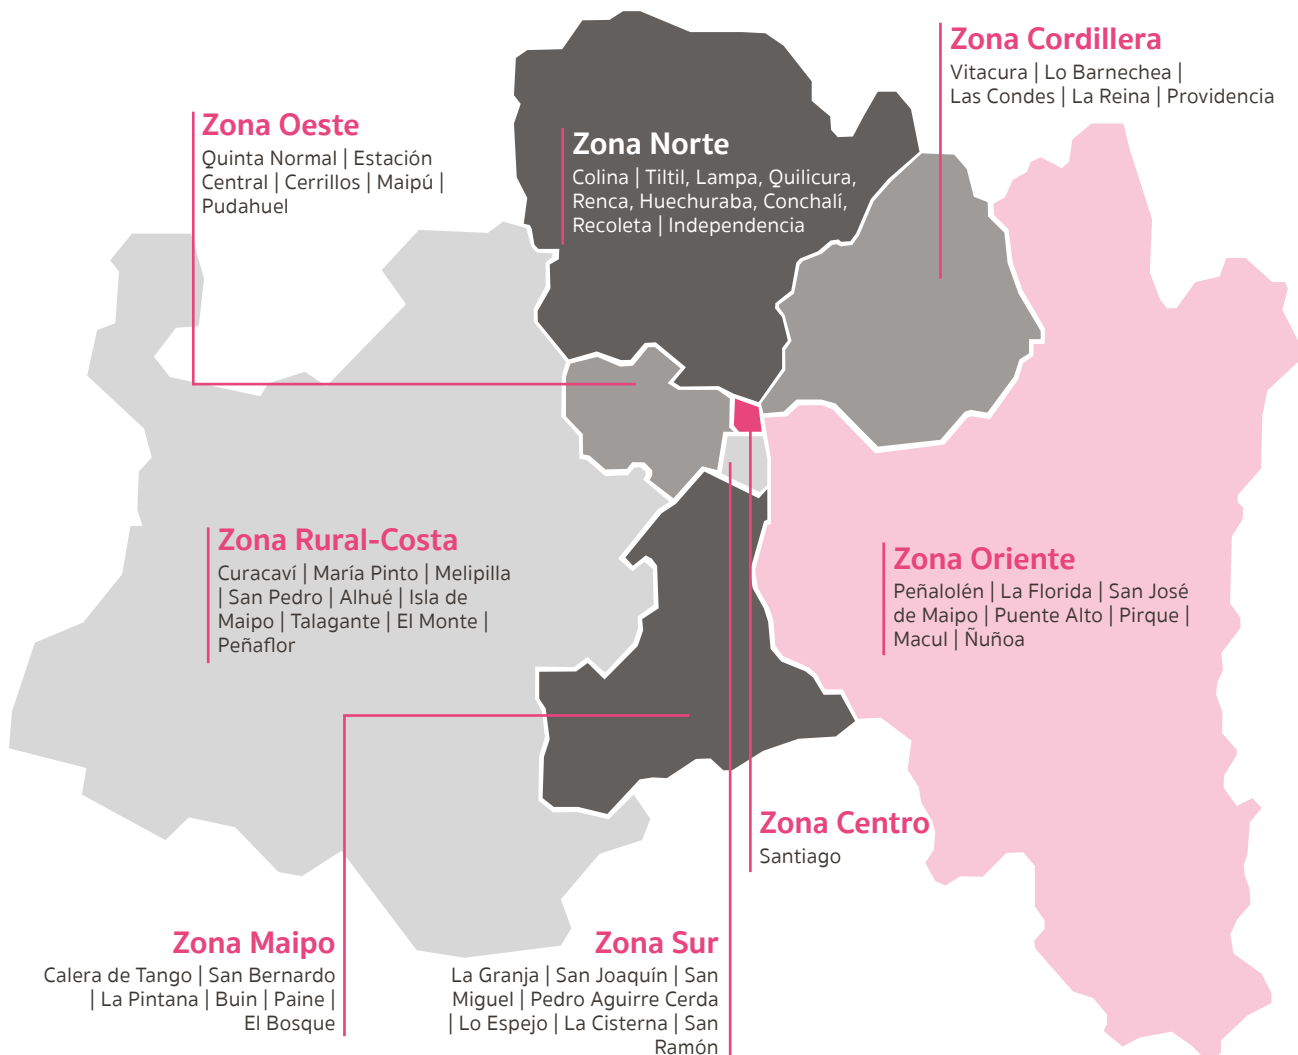 Zona Cordillera
Vitacura | Lo Barnechea |
Las Condes | La Reina | Providencia
Zona Oeste
Quinta Normal | Estación
Central | Cerrillos | Maipú |
Pudahuel
Zona Norte
Colina | Tiltil, Lampa, Quilicura,
Renca, Huechuraba, Conchalí,
Recoleta | Independencia
Zona Rural-Costa
Curacaví | María Pinto | Melipilla
| San Pedro | Alhué | Isla de
Maipo | Talagante | El Monte |
Peñaflor
Zona Oriente
Peñalolén | La Florida | San José
de Maipo | Puente Alto | Pirque |
Macul | Ñuñoa
Zona Centro
Santiago
Zona Maipo
Calera de Tango | San Bernardo
| La Pintana | Buin | Paine |
El Bosque
Zona Sur
La Granja | San Joaquín | San
Miguel | Pedro Aguirre Cerda
| Lo Espejo | La Cisterna | San
Ramón